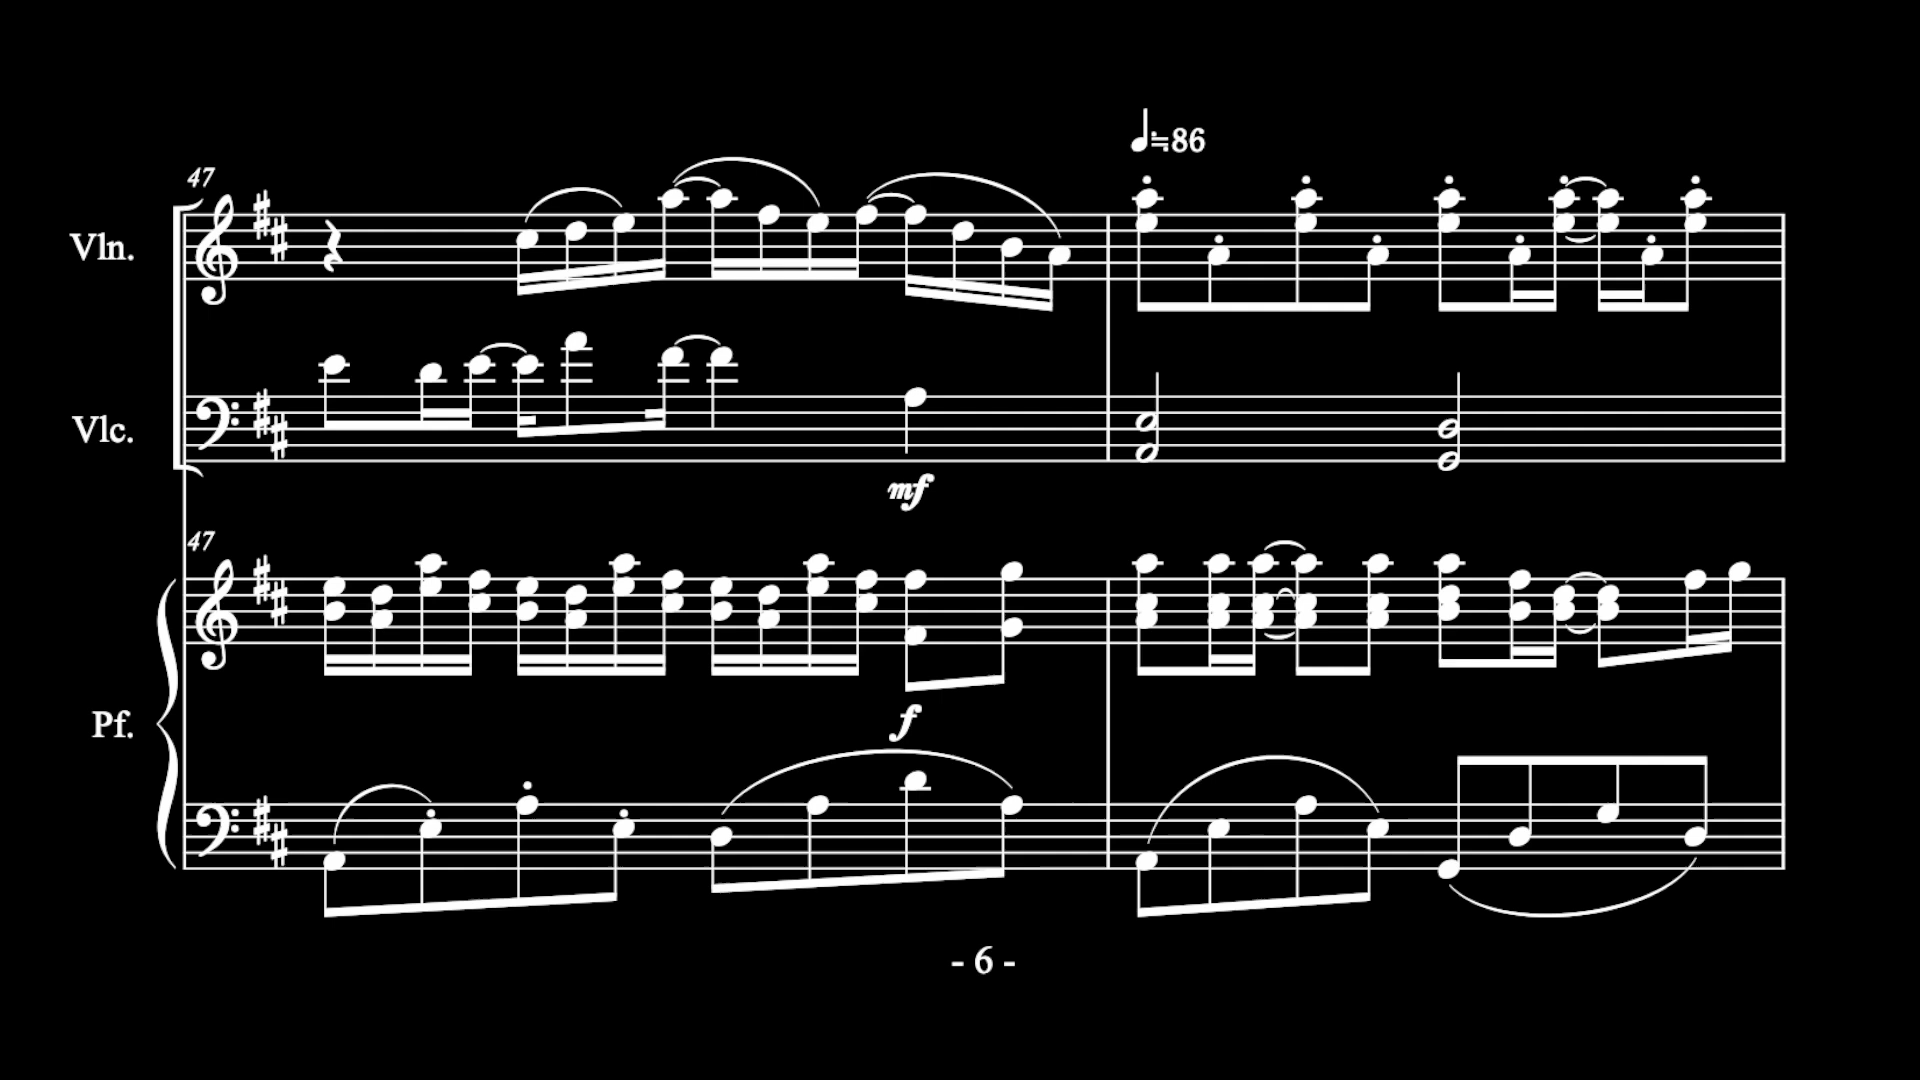 ≒86
47
Vln.
Vlc.
mf
47
Pf.
f
- 6 -